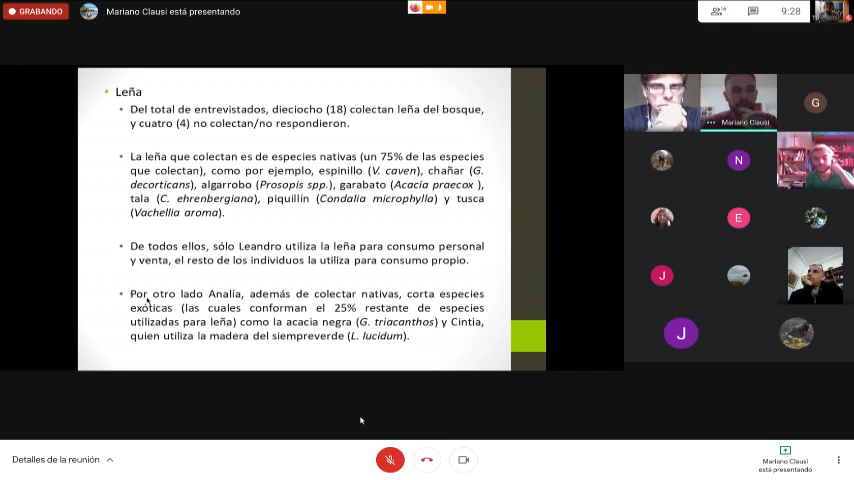 GRABANDO
Mariano Clausi está presentando
16
9:28
Leña
Del total de entrevistados, dieciocho (18) colectan leña del bosque,
y cuatro (4) no colectan/no respondieron.
La leña que colectan es de especies nativas (un 75% de las especies
que colectan), como por ejemplo, espinillo (V. caven), chañar (G.
decorticans), algarrobo (Prosopis spp.), garabato (Acacia praecox ),
tala (C. ehrenbergiana), piquillín (Condalia microphylla) y tusca
(Vachellia aroma).
De todos ellos, sólo Leandro utiliza la leña para consumo personal
y venta, el resto de los individuos la utiliza para consumo propio.
Por otro lado Analía, además de colectar nativas, corta especies
exóticas (las cuales conforman el 25% restante de especies
utilizadas para leña) como la acacia negra (G. triacanthos) y Cintia,
quien utiliza la madera del siempreverde (L. lucidum).
Mariano Clausi
G
N
E
J
J
Detalles de la reunión
Mariano Clausi
está presentando